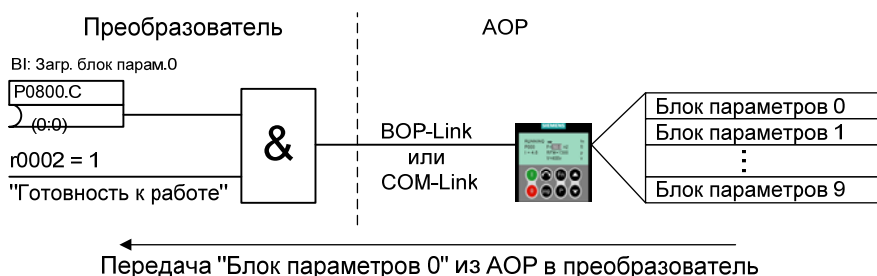 Преобразователь
AOP
BI: Загр. блок парам.0
P0800.C
(0:0)
&
r0002 = 1
"Готовность к работе"
BOP-Link
или
COM-Link
Блок параметров 0
Блок параметров 1
Блок параметров 9
Передача "Блок параметров 0" из АОР в преобразователь